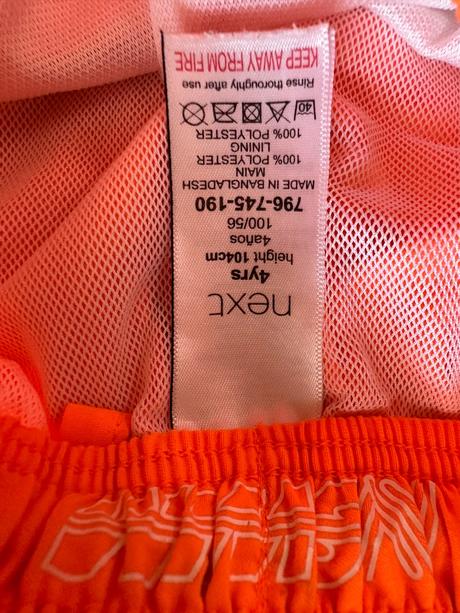 next
4yrs
height 104cm
4años
100/56
796-745-190
MADE IN BANGLADESH
MAIN
100% POLYESTER
LINING
100% POLYESTER
40
Rinse thoroughly after use
KEEP AWAY FROM FIRE